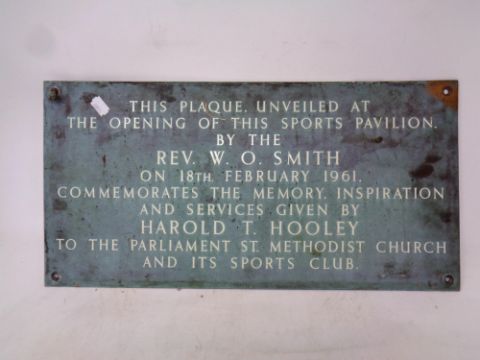 THIS PLAQUE, UNVEILED AT
THE OPENING OF THIS SPORTS PAVILION,
BY THE
REV. W. O. SMITH
ON 18TH. FEBRUARY 1961,
COMMEMORATES THE MEMORY, INSPIRATION
AND SERVICES GIVEN BY
HAROLD T. HOOLEY
TO THE PARLIAMENT ST. METHODIST CHURCH
AND ITS SPORTS CLUB.